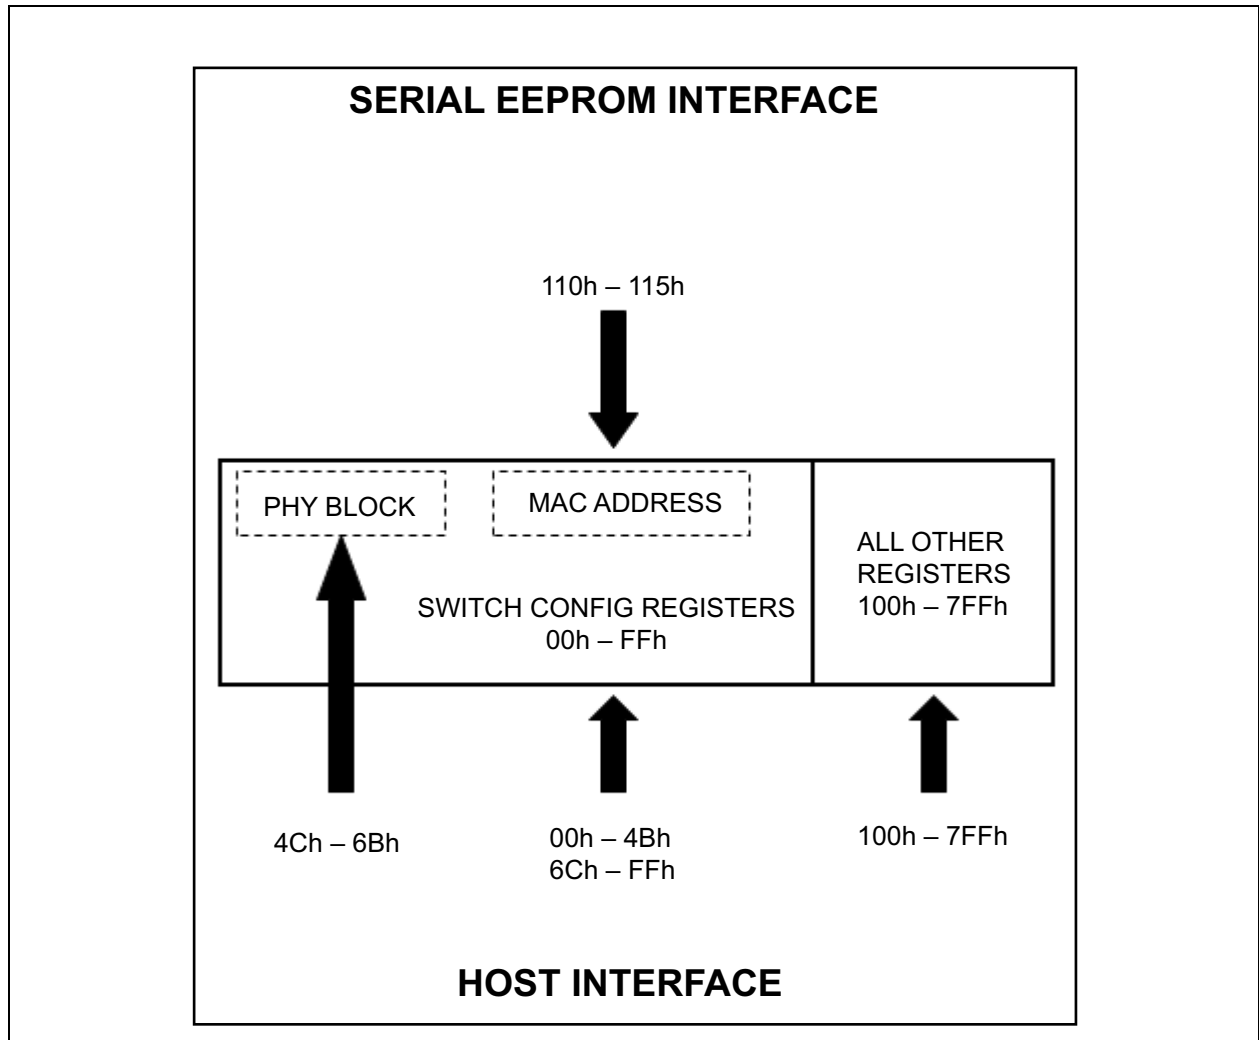 SERIAL EEPROM INTERFACE
110h – 115h
PHY BLOCK
MAC ADDRESS
SWITCH CONFIG REGISTERS
00h – FFh
ALL OTHER
REGISTERS
100h – 7FFh
4Ch – 6Bh
00h – 4Bh
6Ch – FFh
100h – 7FFh
HOST INTERFACE